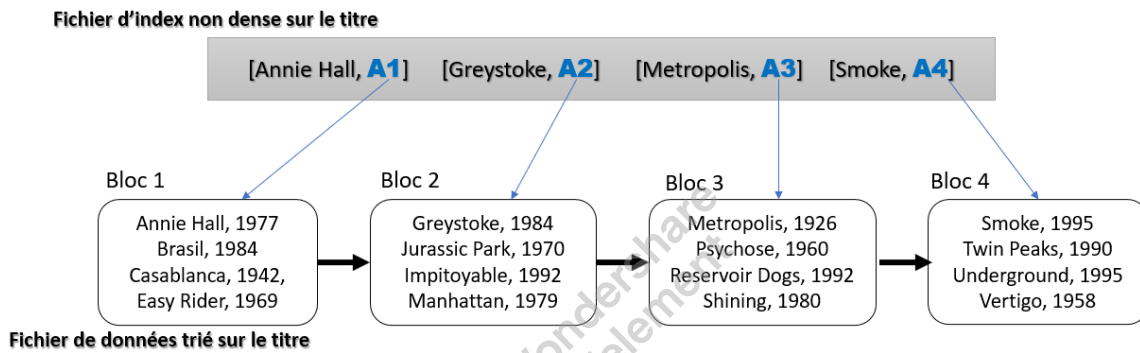 Fichier d'index non dense sur le titre
[Annie Hall, A1] [Greystoke, A2] [Metropolis, A3] [Smoke, A4]
Bloc 1
Annie Hall, 1977
Brasil, 1984
Casablanca, 1942,
Easy Rider, 1969
Bloc 2
Greystoke, 1984
Jurassic Park, 1970
Impitoyable, 1992
Manhattan, 1979
Bloc 3
Metropolis, 1926
Psychose, 1960
Reservoir Dogs, 1992
Shining, 1980
Bloc 4
Smoke, 1995
Twin Peaks, 1990
Underground, 1995
Vertigo, 1958
Fichier de données trié sur le titre